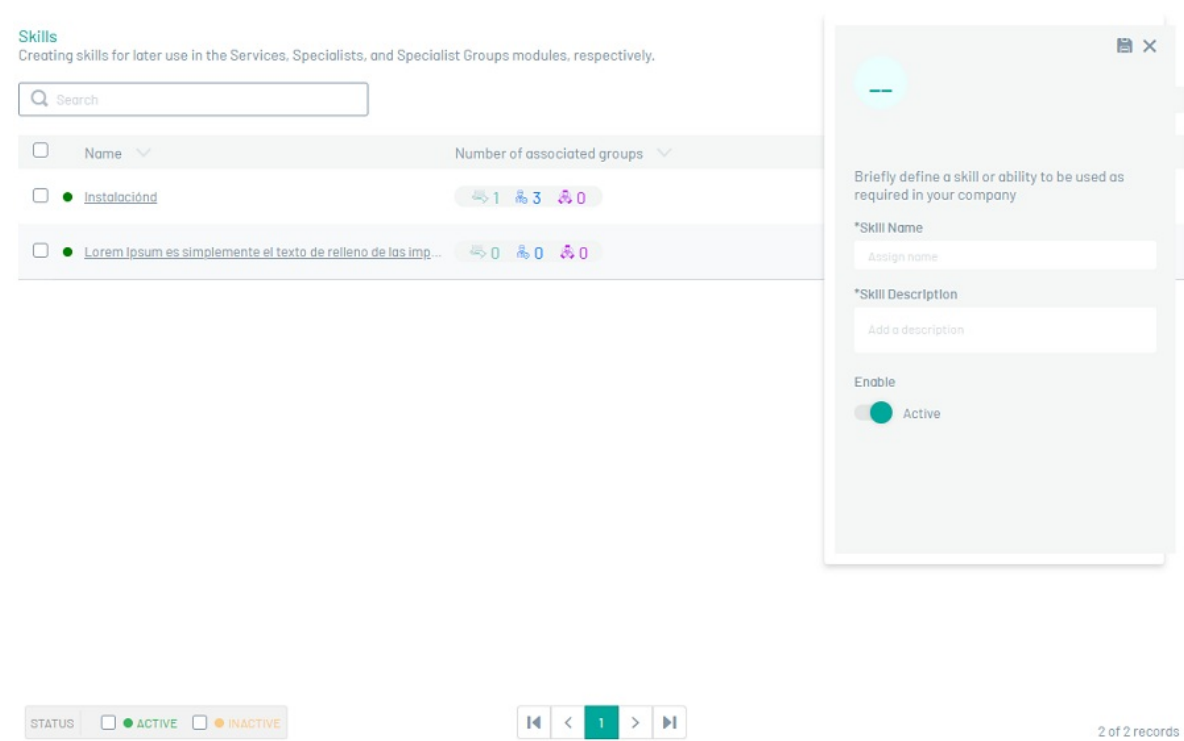 Skills
Creating skills for later use in the Services, Specialists, and Specialist Groups modules, respectively.
Search
Name
Number of associated groups
Instalaciónd
1 3 0
Lorem Ipsum es simplemente el texto de relleno de las imp...
0 0 0
__
Briefly define a skill or ability to be used as
required in your company
*Skill Name
Assign name
*Skill Description
Add a description
Enable
Active
STATUS ACTIVE INACTIVE
1
2 of 2 records